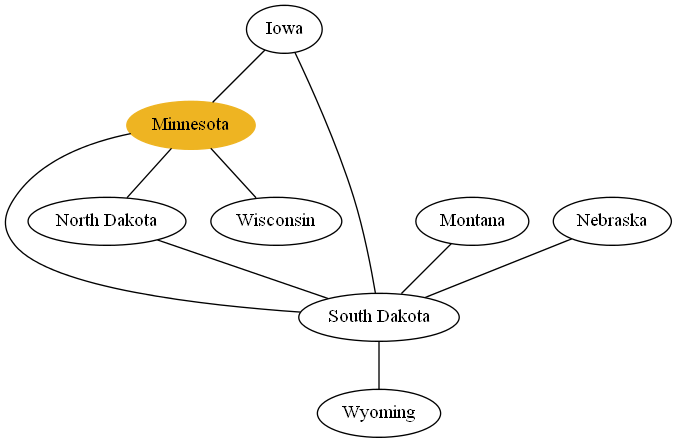 Iowa
Minnesota
North Dakota
Wisconsin
Montana
Nebraska
South Dakota
Wyoming